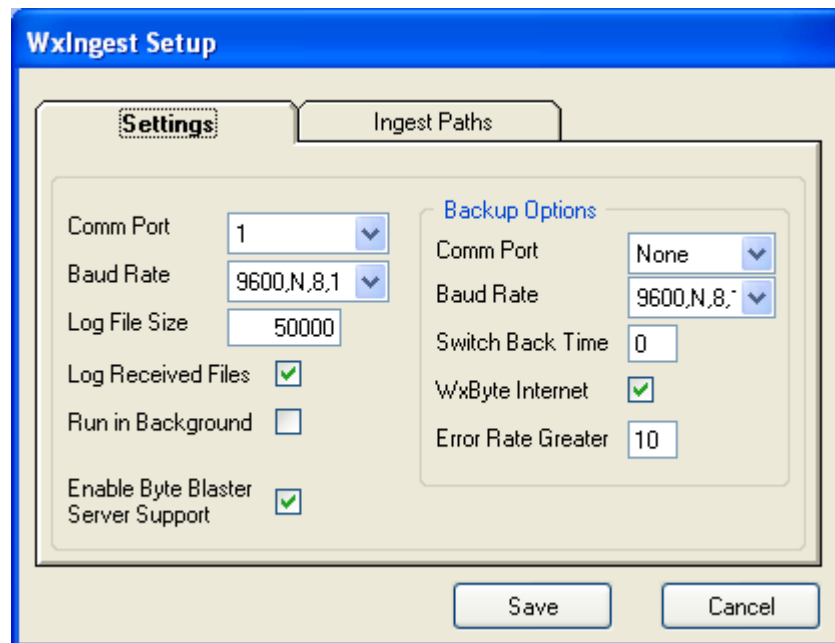 WxIngest Setup
Settings
Ingest Paths
Comm Port 1
Baud Rate 9600,N,8,1
Log File Size 50000
Log Received Files
Run in Background
Enable Byte Blaster
Server Support
Backup Options
Comm Port None
Baud Rate 9600,N,8,
Switch Back Time 0
WxByte Internet
Error Rate Greater 10
Save
Cancel